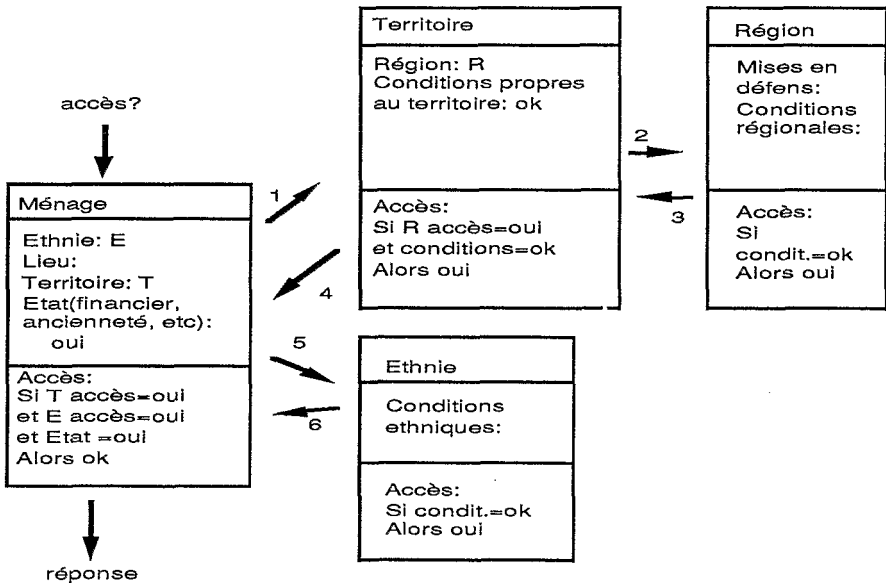 accès?
Ménage
Ethnie: E
Lieu:
Territoire: T
Etat(financier,
ancienneté, etc):
oui
Accès:
Si T accès=oui
et E accès=oui
et Etat =oui
Alors ok
réponse
1
Territoire
Région: R
Conditions propres
au territoire: ok
Accès:
Si R accès=oui
et conditions=ok
Alors oui
2
3
Région
Mises en
défens:
Conditions
régionales:
Accès:
Si
condit.=ok
Alors oui
4
5
6
Ethnie
Conditions
ethniques:
Accès:
Si condit.=ok
Alors oui